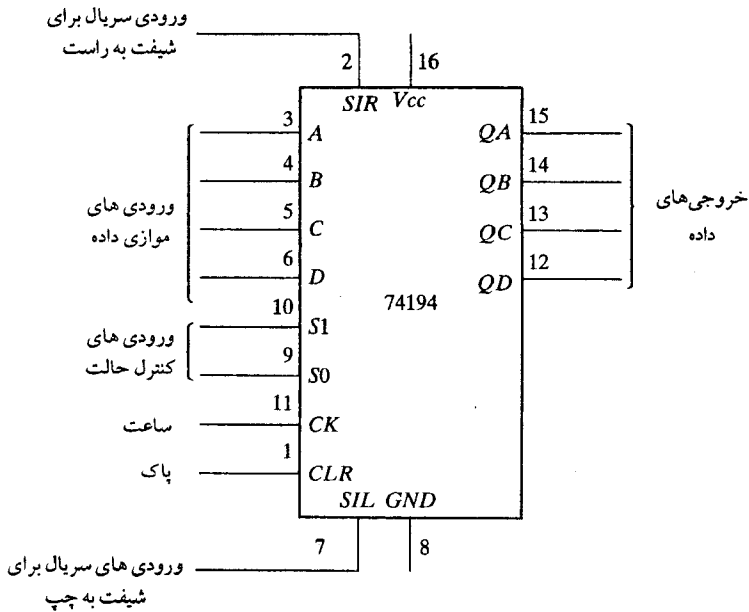 ورودی سریال برای
شیفت به راست
2
16
SIR Vcc
3 A
4 B
5 C
6 D
ورودی های
موازی داده
10 S1
9 S0
ورودی های
کنترل حالت
11 CK
ساعت
1 CLR
پاک
QA 15
QB 14
QC 13
QD 12
خروجی‌های
داده
74194
SIL GND
7
8
ورودی های سریال برای
شیفت به چپ